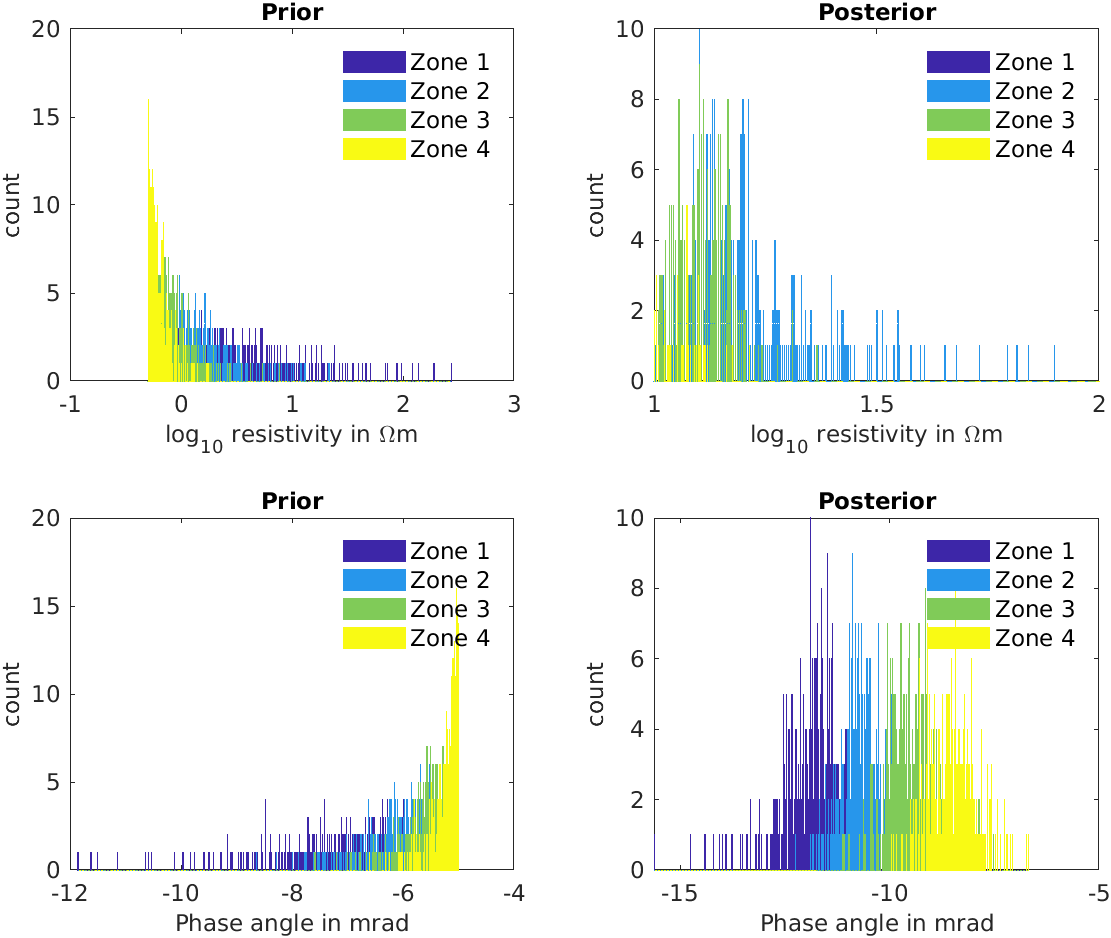 Prior
20
15
10
5
0
count
-1 0 1 2 3
log10 resistivity in Ωm
Zone 1
Zone 2
Zone 3
Zone 4
Posterior
10
8
6
4
2
0
count
1 1.5 2
log10 resistivity in Ωm
Zone 1
Zone 2
Zone 3
Zone 4
Prior
20
15
10
5
0
count
-12 -10 -8 -6 -4
Phase angle in mrad
Zone 1
Zone 2
Zone 3
Zone 4
Posterior
10
8
6
4
2
0
count
-15 -10 -5
Phase angle in mrad
Zone 1
Zone 2
Zone 3
Zone 4